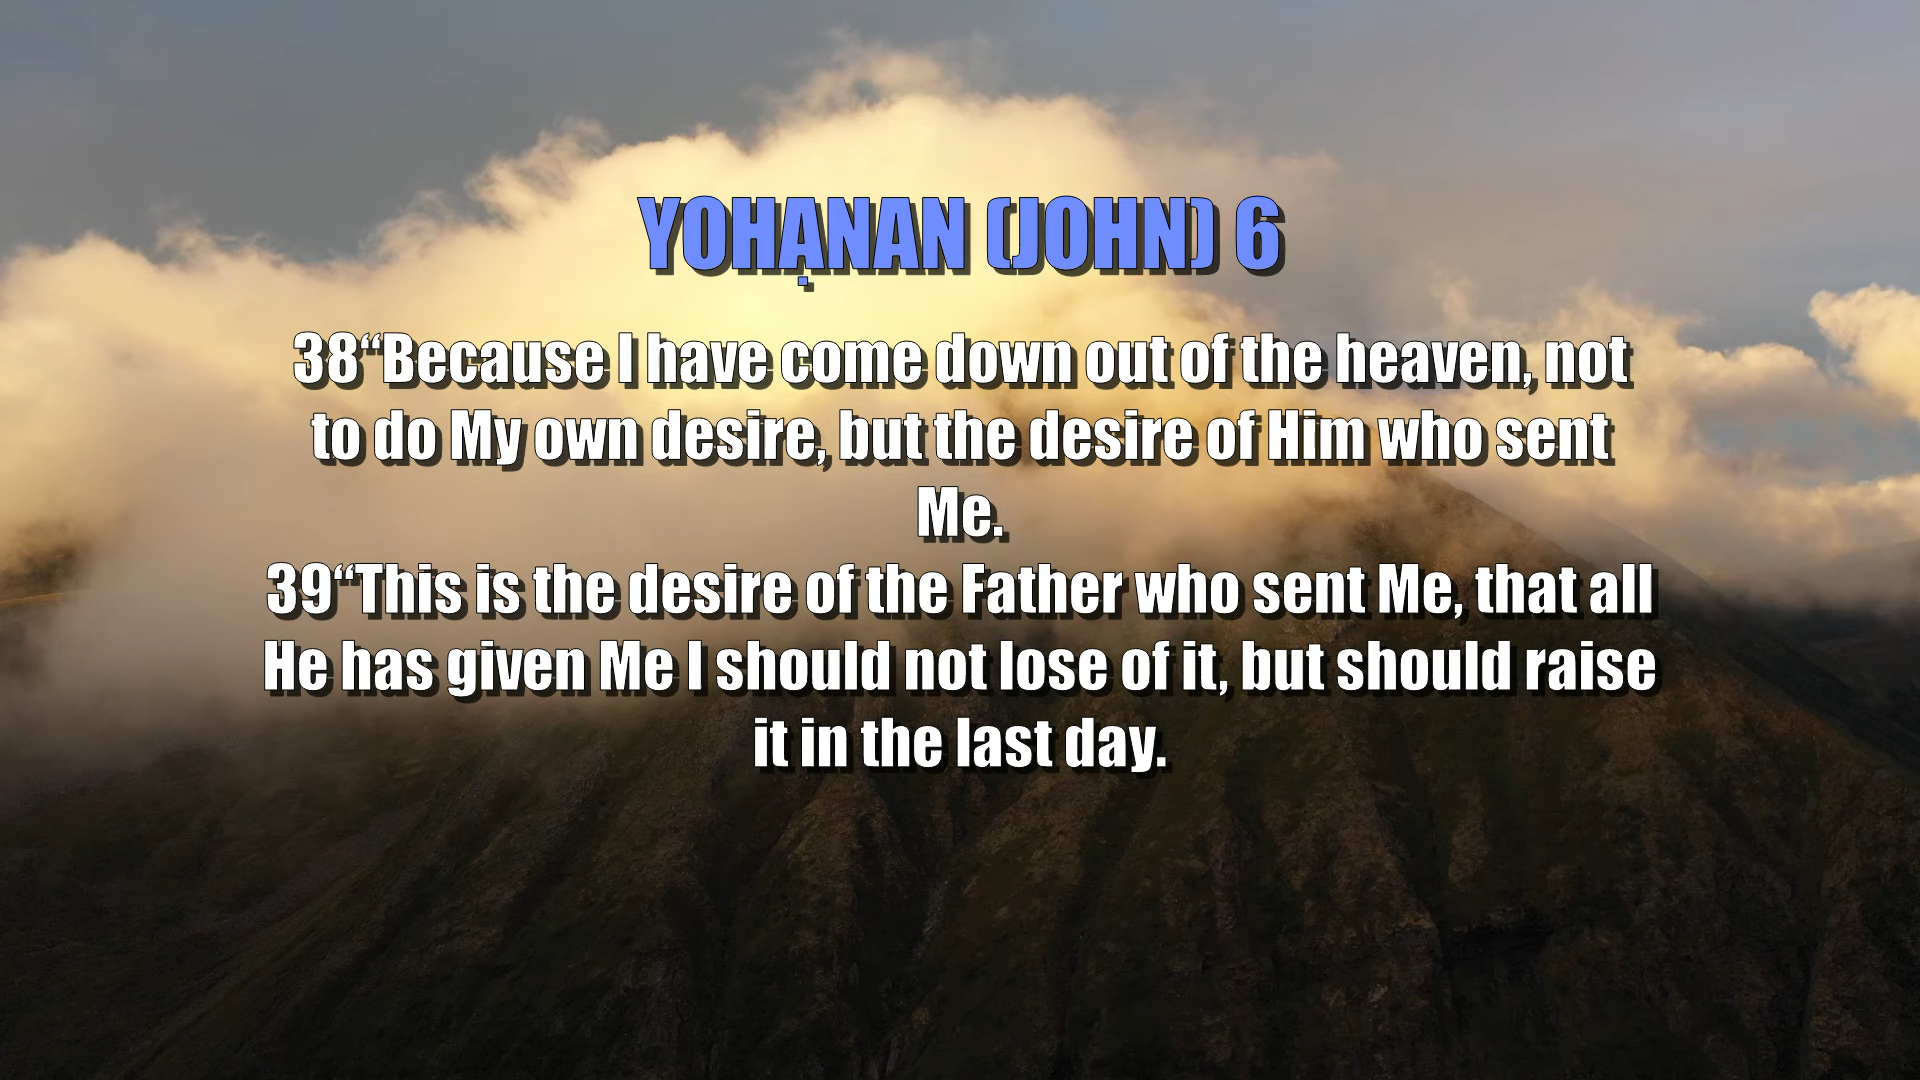 YOHẠNAN (JOHN) 6
38“Because I have come down out of the heaven, not
to do My own desire, but the desire of Him who sent
Me.
39“This is the desire of the Father who sent Me, that all
He has given Me I should not lose of it, but should raise
it in the last day.